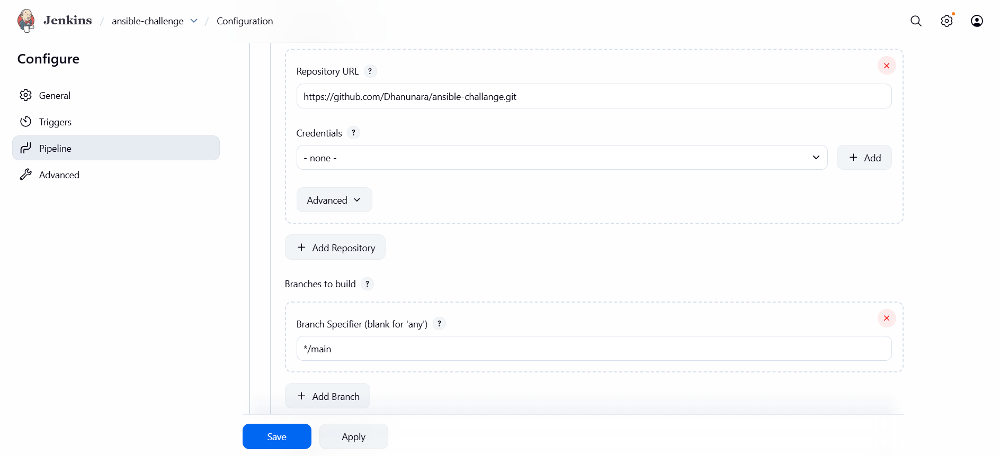 Jenkins / ansible-challenge / Configuration
Configure
General
Triggers
Pipeline
Advanced
Repository URL ?
https://github.com/Dhanunara/ansible-challange.git
Credentials ?
- none -
+ Add
Advanced
+ Add Repository
Branches to build ?
Branch Specifier (blank for 'any') ?
*/main
+ Add Branch
Save
Apply